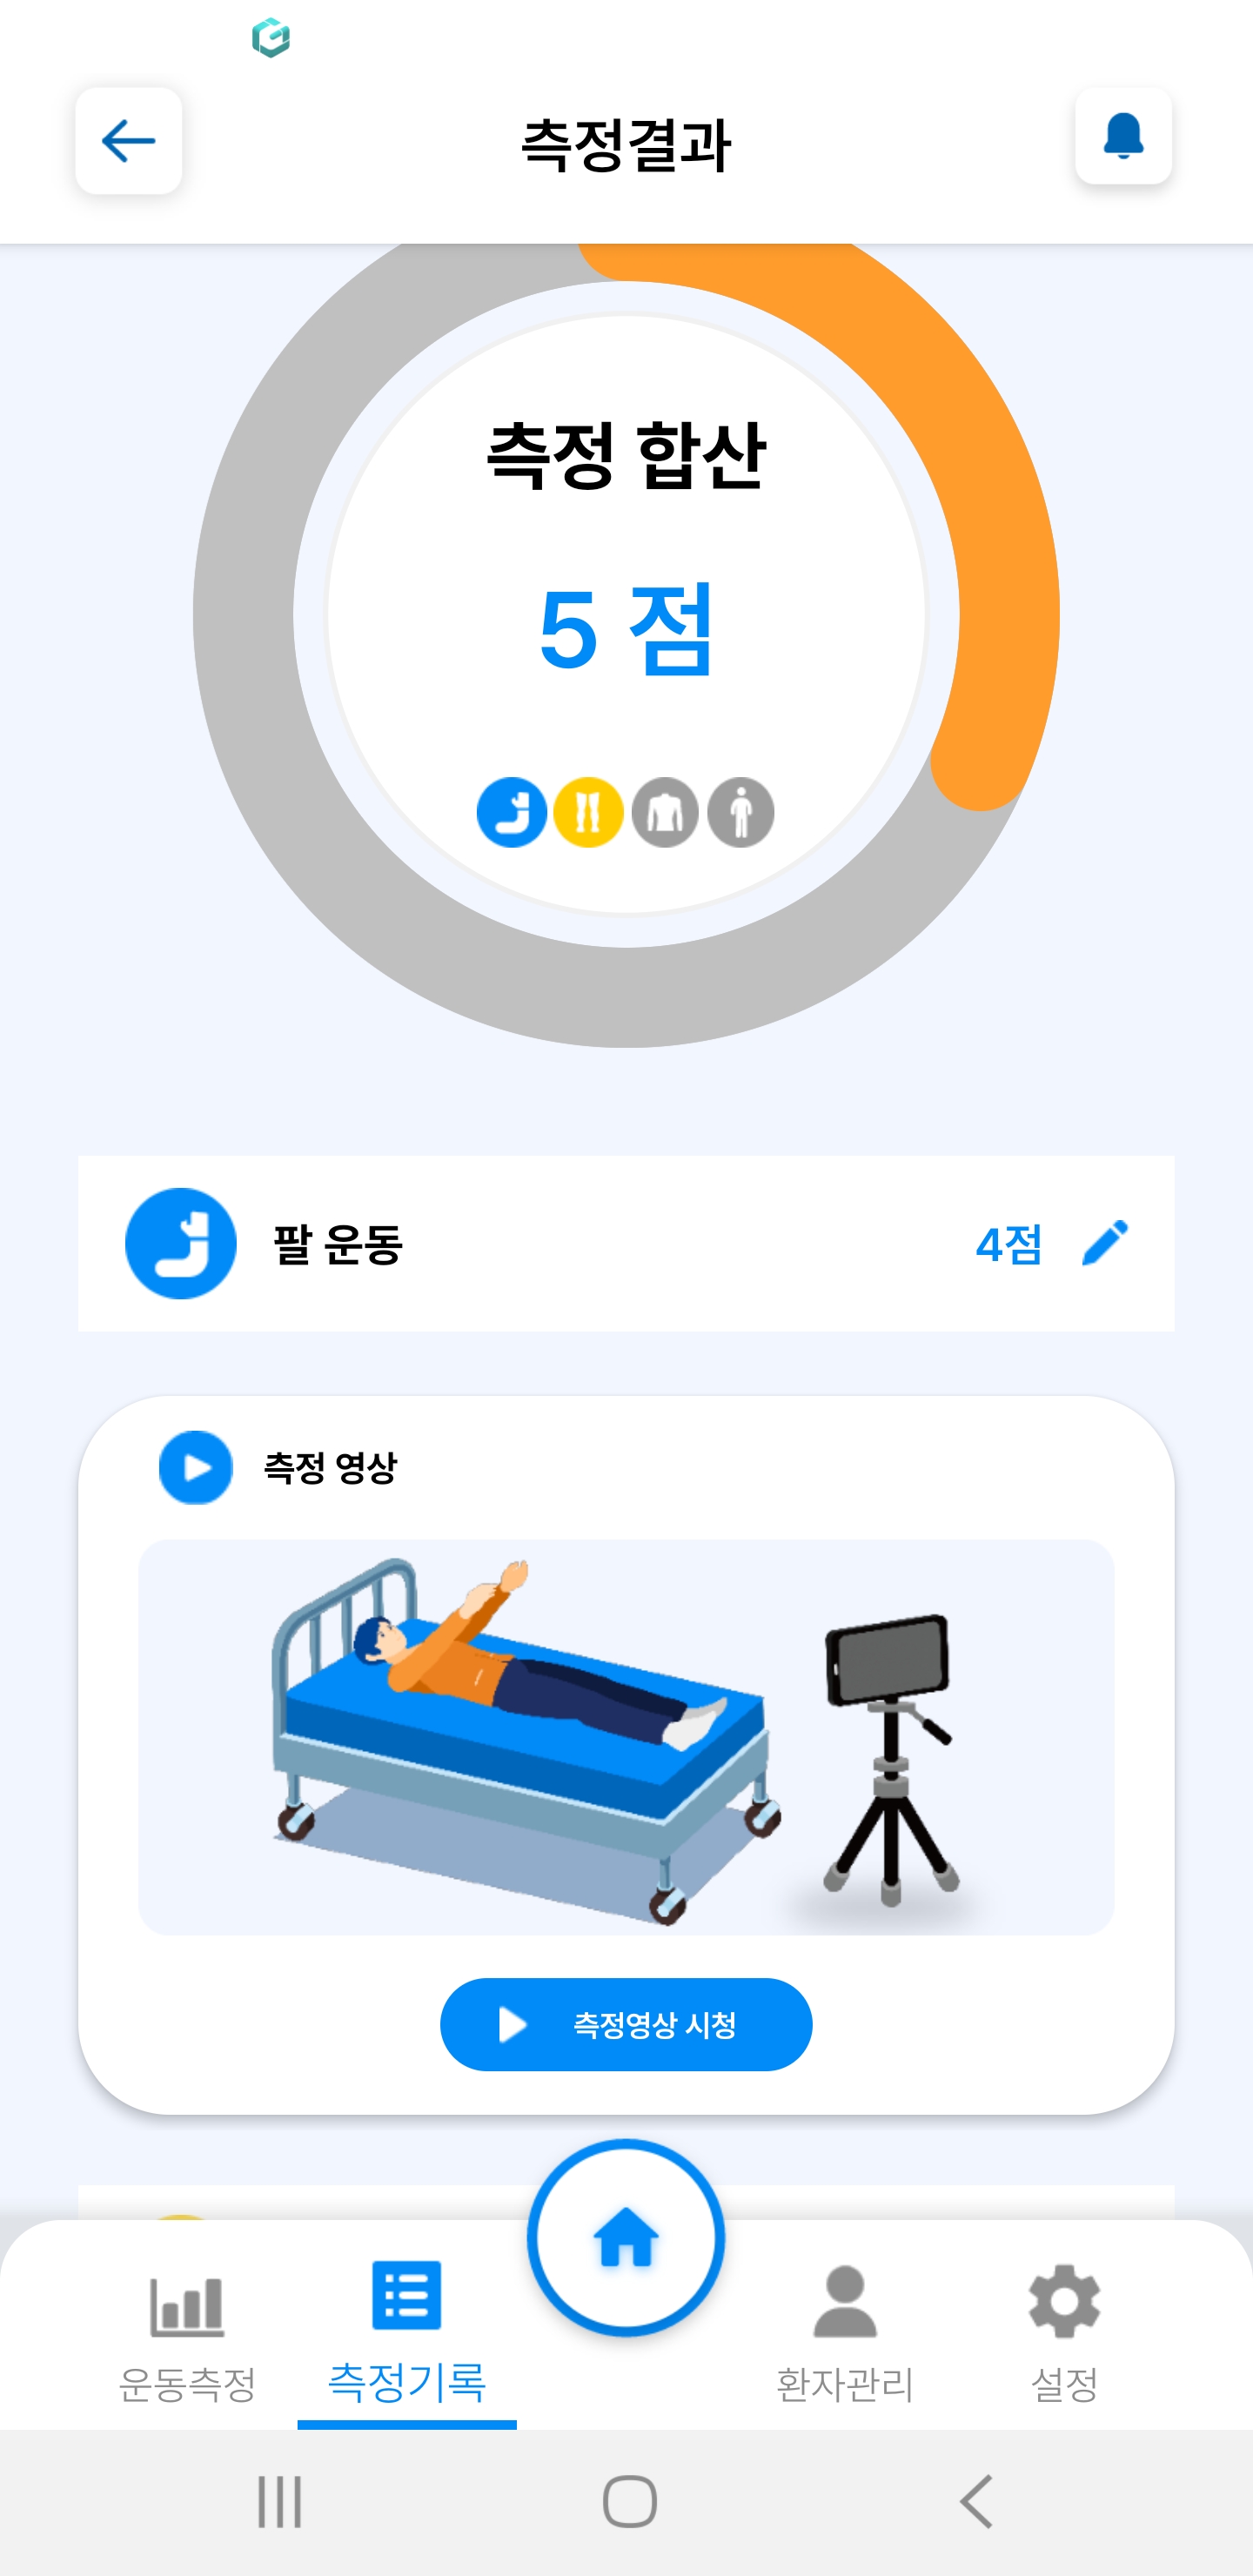 측정결과
측정 합산
5 점
팔 운동
4점
측정 영상
측정영상 시청
운동측정
측정기록
환자관리
설정